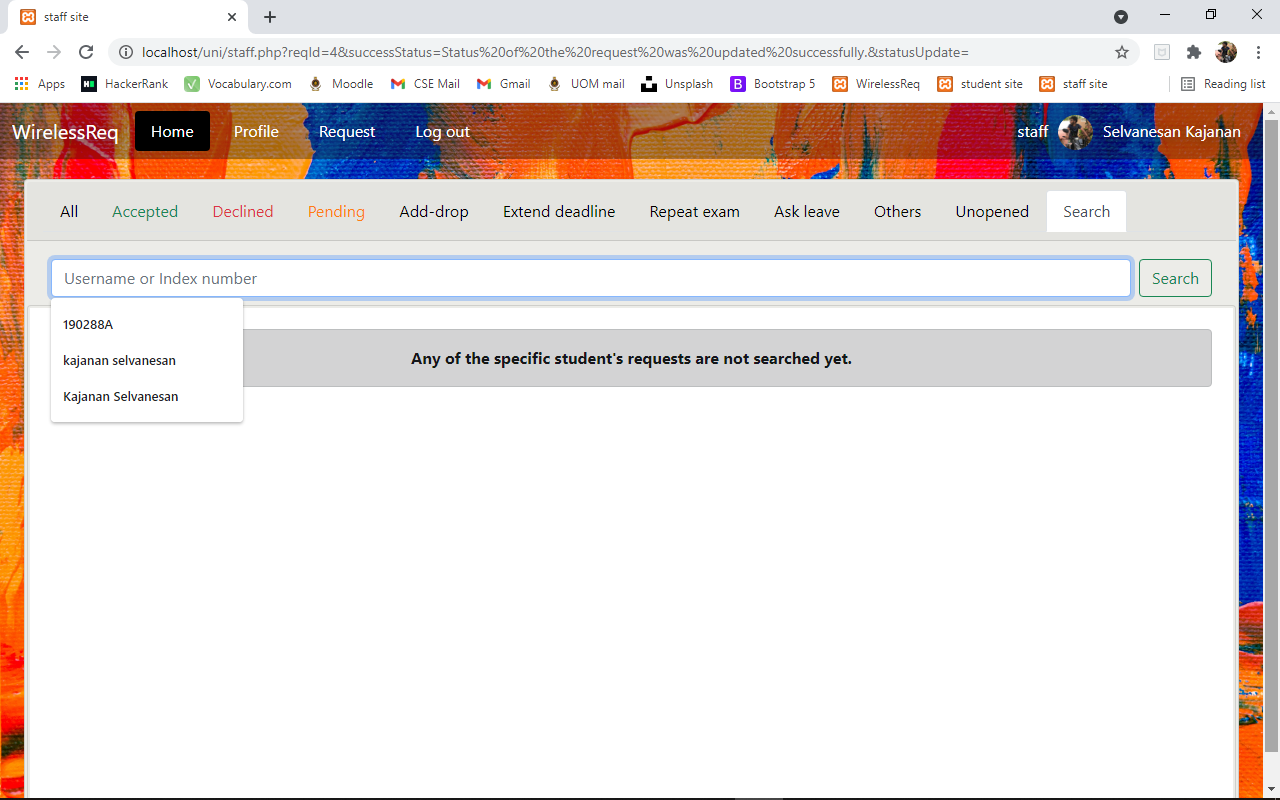 staff site
localhost/uni/staff.php?reqId=4&successStatus=Status%20of%20the%20request%20was%20updated%20successfully.&statusUpdate=
Apps HackerRank Vocabulary.com Moodle CSE Mail Gmail UOM mail Unsplash Bootstrap 5 WirelessReq student site staff site Reading list
WirelessReq Home Profile Request Log out staff Selvanesan Kajanan
All Accepted Declined Pending Add-drop Extend deadline Repeat exam Ask leave Others Unopened Search
Username or Index number Search
190288A
Any of the specific student's requests are not searched yet.
kajanan selvanesan
Kajanan Selvanesan